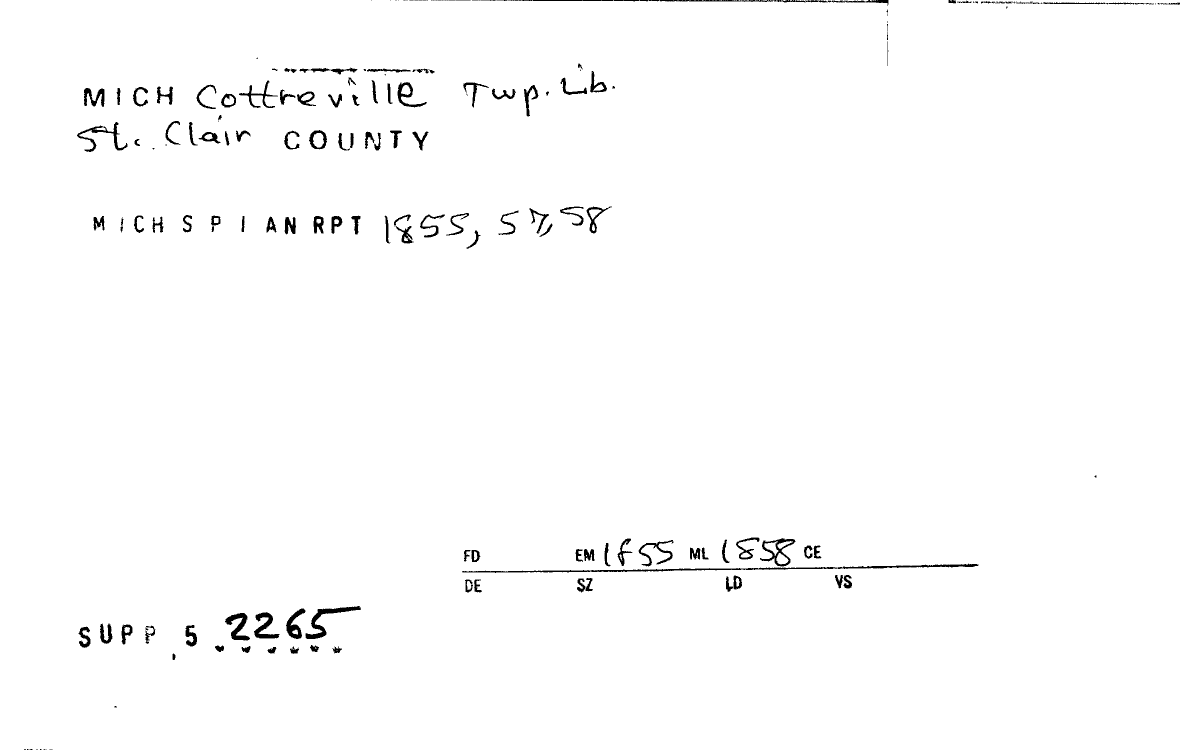 MICH Cottreville Twp. Lib.
St. Clair COUNTY
MICH S P I AN RPT 1855, 57, 58
FD EM 1855 ML 1858 CE
DE SZ LD VS
SUPP 5 2265